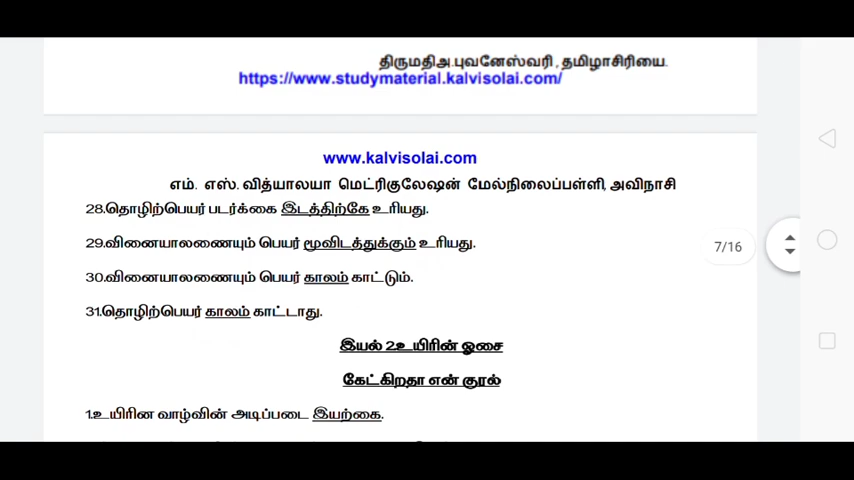 திருமதிஅ.புவனேஸ்வரி , தமிழாசிரியை.
https://www.studymaterial.kalvisolai.com/
www.kalvisolai.com
எம். எஸ். வித்யாலயா மெட்ரிகுலேஷன் மேல்நிலைப்பள்ளி, அவிநாசி
28.தொழிற்பெயர் படர்க்கை இடத்திற்கே உரியது.
29.வினையாலணையும் பெயர் மூவிடத்துக்கும் உரியது.
7/16
30.வினையாலணையும் பெயர் காலம் காட்டும்.
31.தொழிற்பெயர் காலம் காட்டாது.
இயல் 2.உயிரின் ஓசை
கேட்கிறதா என் குரல்
1.உயிரின வாழ்வின் அடிப்படை இயற்கை.